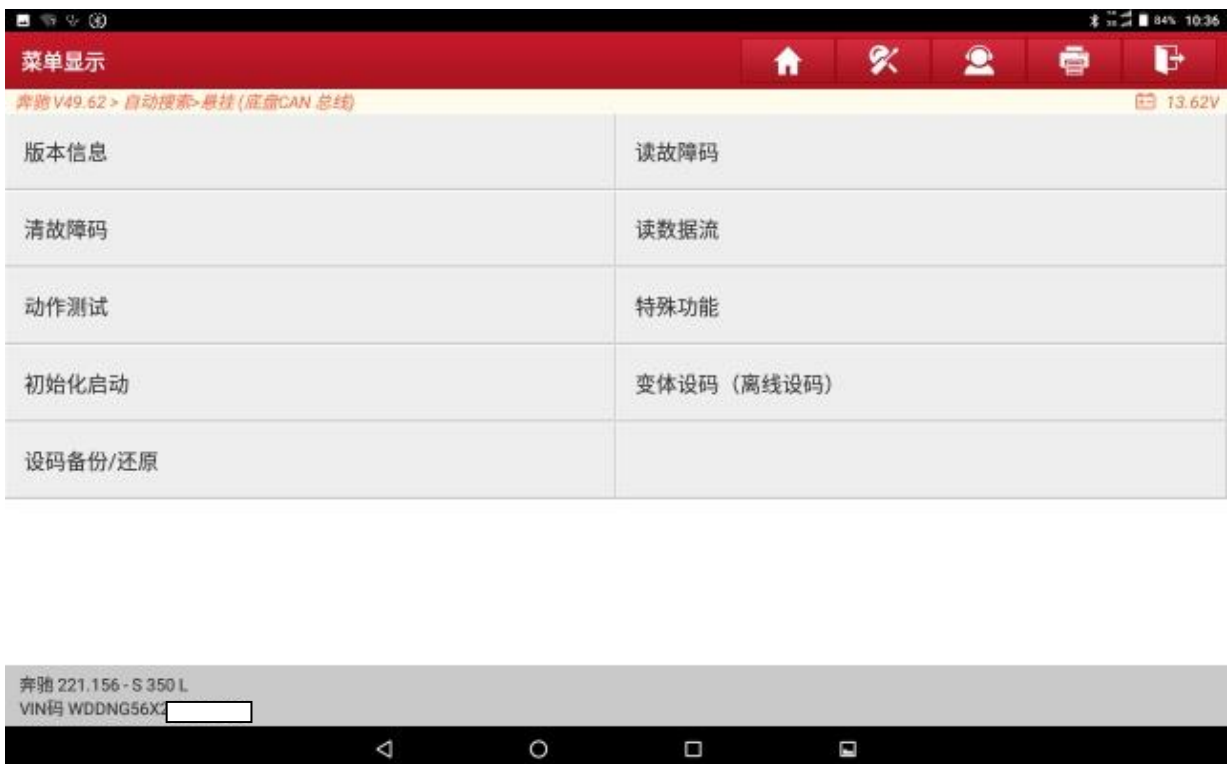 84% 10:36
菜单显示
奔驰 V49.62 > 自动搜索>悬挂 (底盘CAN 总线) 13.62V
版本信息 读故障码
清故障码 读数据流
动作测试 特殊功能
初始化启动 变体设码（离线设码）
设码备份/还原
奔驰 221.156 - S 350 L
VIN码 WDDNG56X2